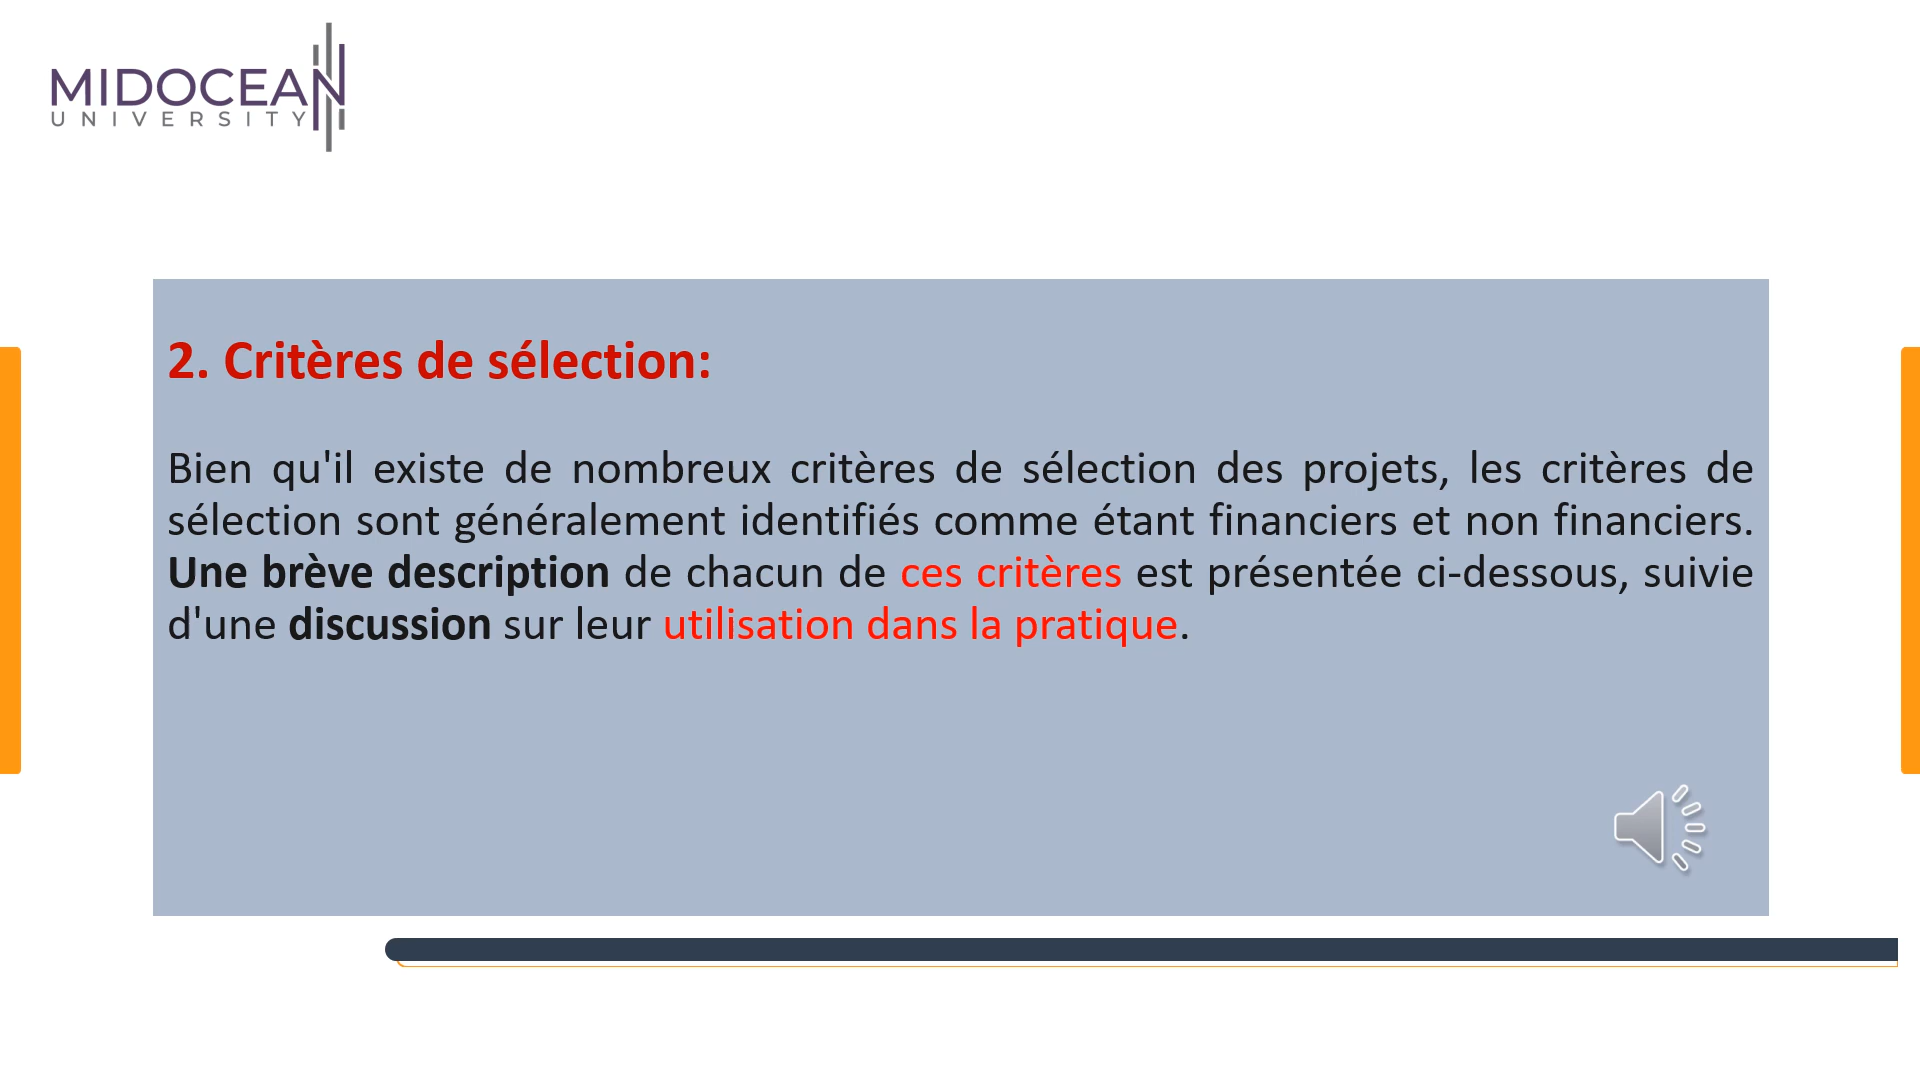 MIDOCEAN
UNIVERSITY
2. Critères de sélection:
Bien qu'il existe de nombreux critères de sélection des projets, les critères de
sélection sont généralement identifiés comme étant financiers et non financiers.
Une brève description de chacun de ces critères est présentée ci-dessous, suivie
d'une discussion sur leur utilisation dans la pratique.